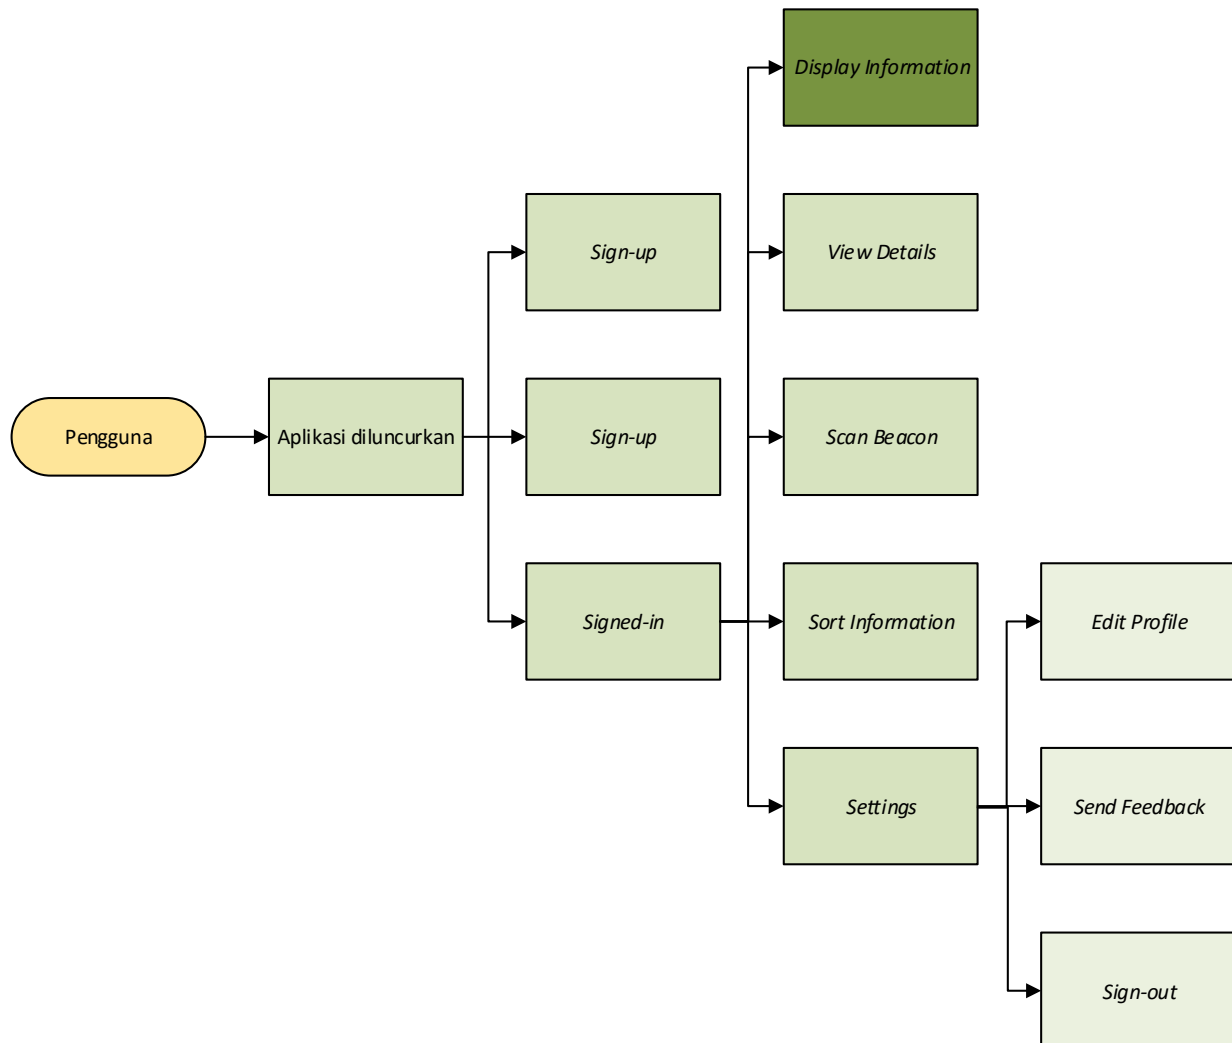 Display Information
Sign-up
View Details
Pengguna
Aplikasi diluncurkan
Sign-up
Scan Beacon
Signed-in
Sort Information
Edit Profile
Settings
Send Feedback
Sign-out